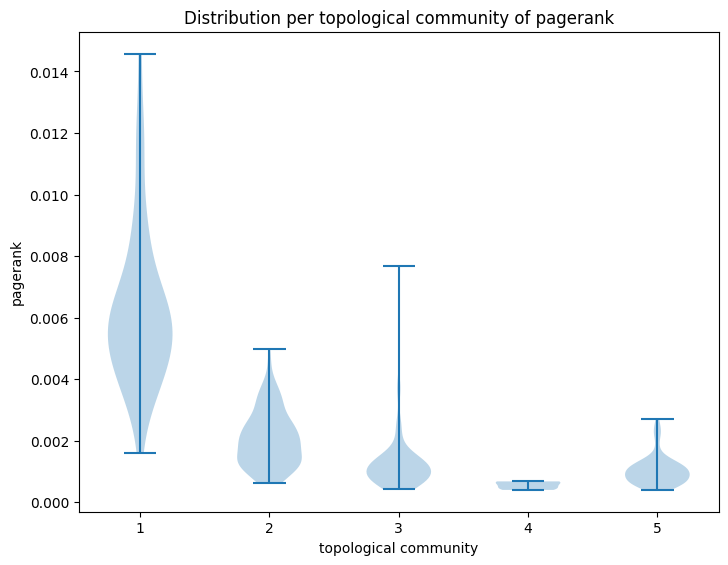 Distribution per topological community of pagerank
0.014
0.012
0.010
0.008
0.006
0.004
0.002
0.000
pagerank
1 2 3 4 5
topological community